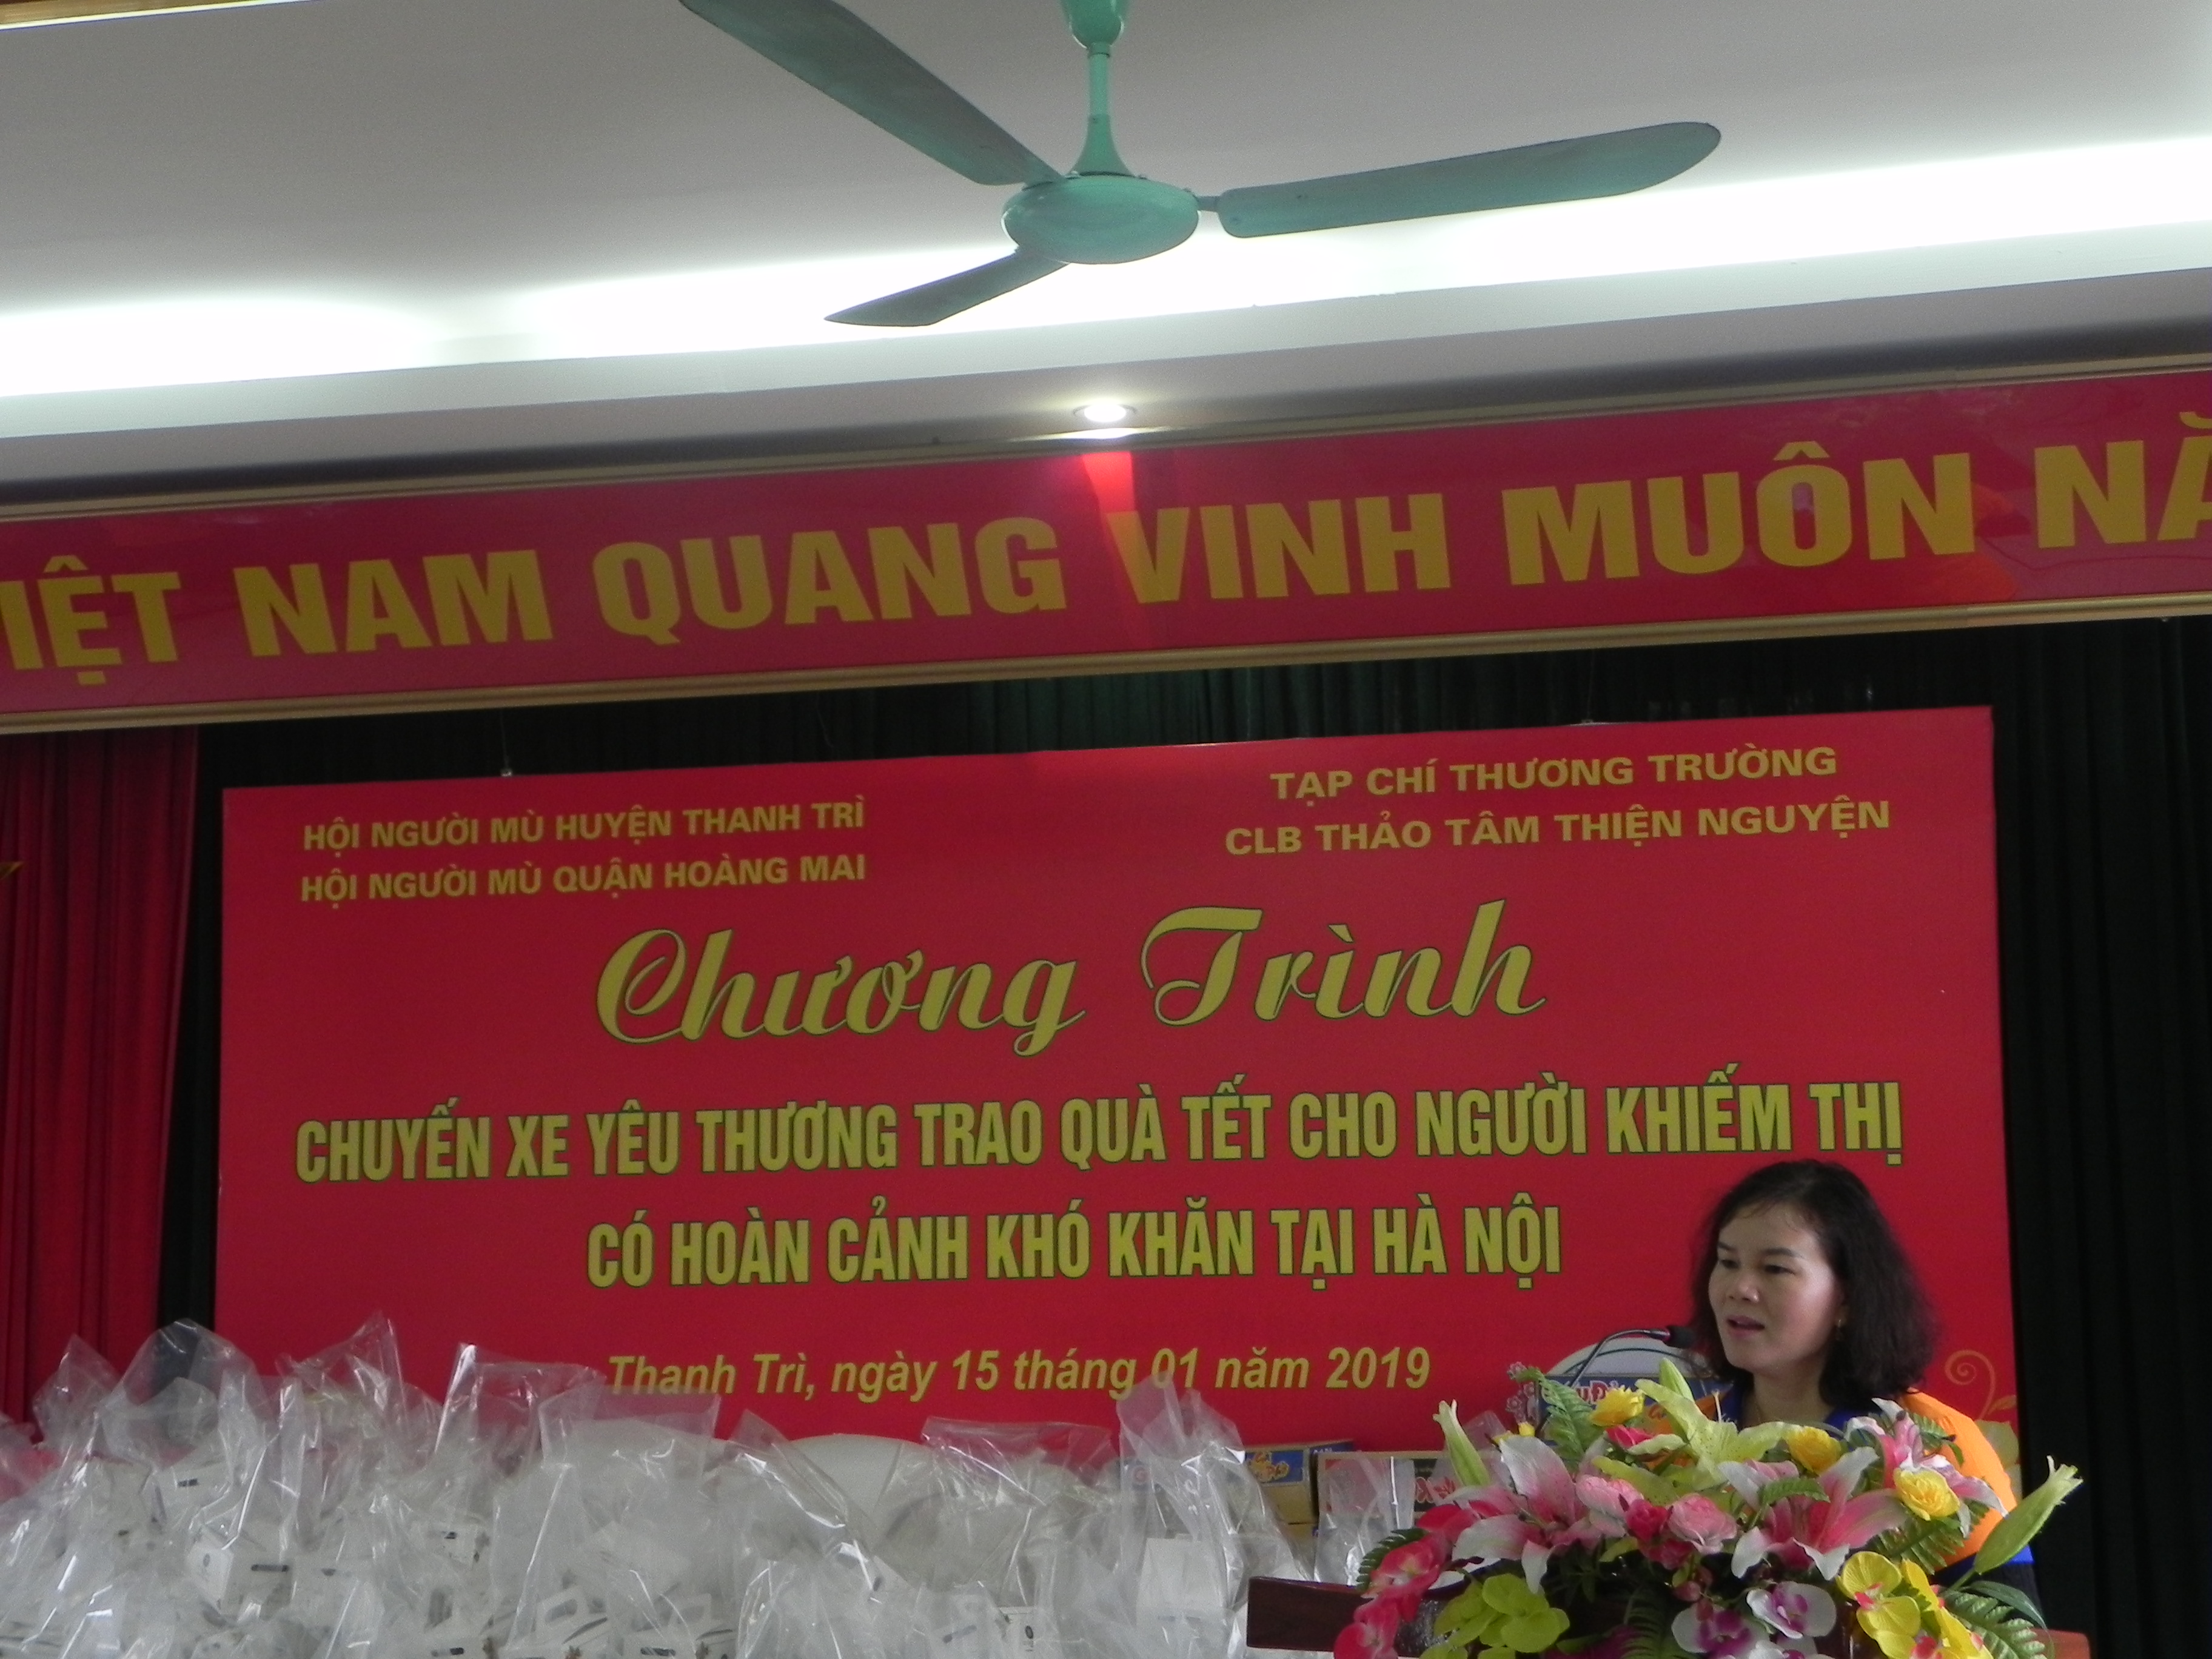 VIỆT NAM QUANG VINH MUÔN NĂ
HỘI NGƯỜI MÙ HUYỆN THANH TRÌ
HỘI NGƯỜI MÙ QUẬN HOÀNG MAI
TẠP CHÍ THƯƠNG TRƯỜNG
CLB THẢO TÂM THIỆN NGUYỆN
Chương Trình
CHUYẾN XE YÊU THƯƠNG TRAO QUÀ TẾT CHO NGƯỜI KHIẾM THỊ
CÓ HOÀN CẢNH KHÓ KHĂN TẠI HÀ NỘI
Thanh Trì, ngày 15 tháng 01 năm 2019